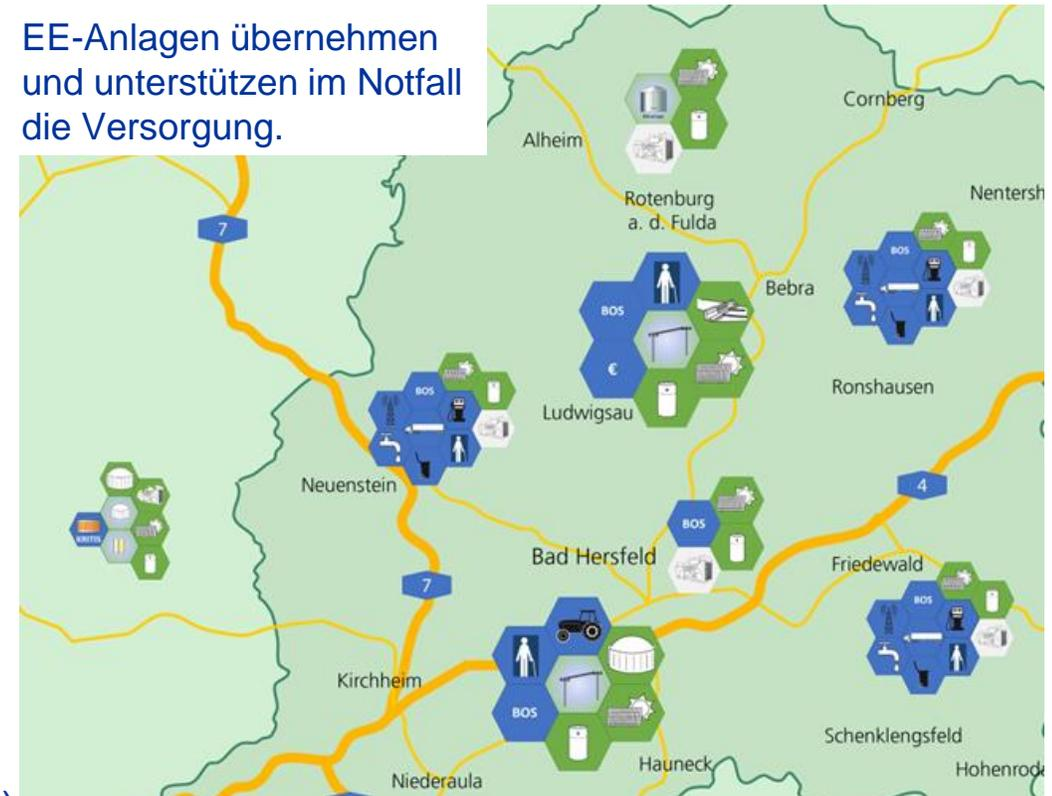 EE-Anlagen übernehmen
und unterstützen im Notfall
die Versorgung.
Cornberg
Alheim
Rotenburg
a. d. Fulda
Nentersh
7
BOS
Bebra
BOS
€
BOS
Ronshausen
Ludwigsau
Neuenstein
4
BOS
KRITIS
Bad Hersfeld
Friedewald
7
BOS
Kirchheim
BOS
Schenklengsfeld
Hauneck
Hohenroda
Niederaula
)